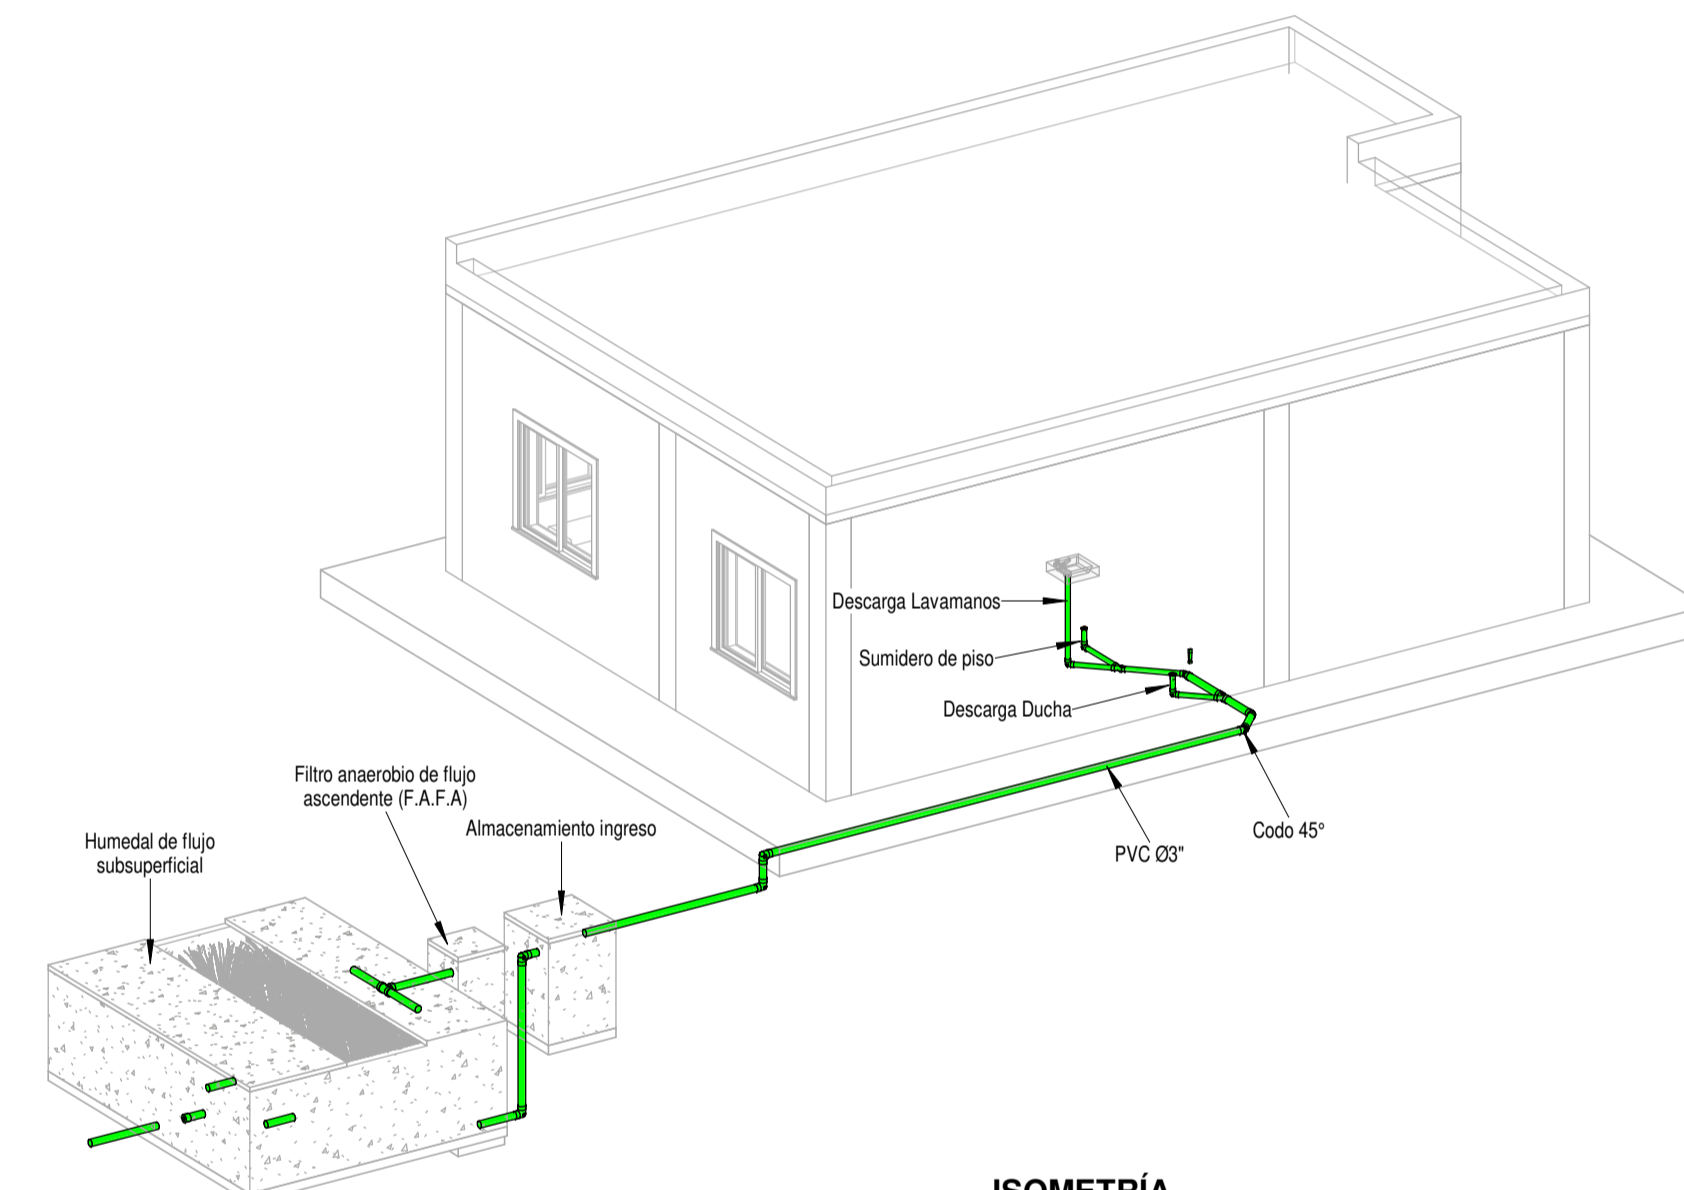 Descarga Lavamanos
Sumidero de piso
Descarga Ducha
Filtro anaerobio de flujo
ascendente (F.A.F.A)
Almacenamiento ingreso
Humedal de flujo
subsuperficial
Codo 45°
PVC Ø3"
ISOMETRÍA